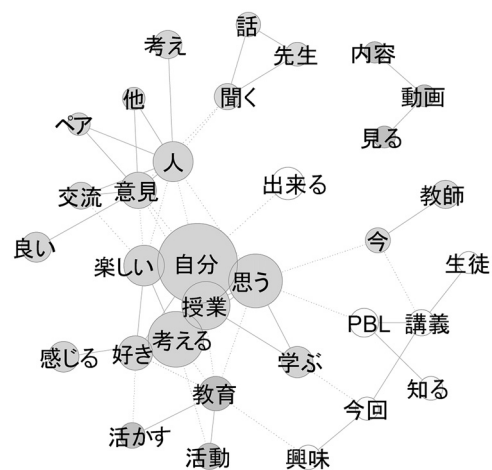 話
考え
先生
内容
他
聞く
動画
ペア
見る
人
出来る
交流
意見
教師
良い
今
生徒
楽しい
自分
思う
授業
PBL
講義
考える
感じる
好き
学ぶ
知る
教育
今回
活かす
活動
興味